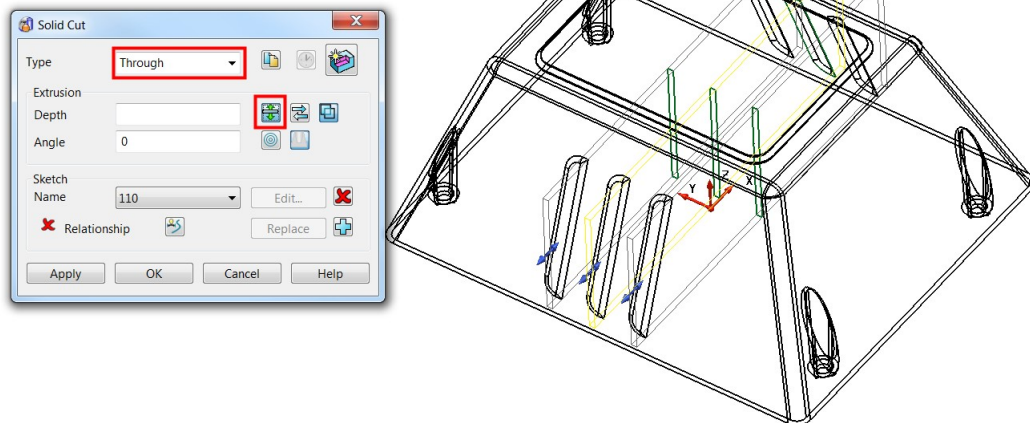 Solid Cut
Type Through
Extrusion
Depth
Angle 0
Sketch
Name 110 Edit...
Relationship Replace
Apply OK Cancel Help
Z
Y X